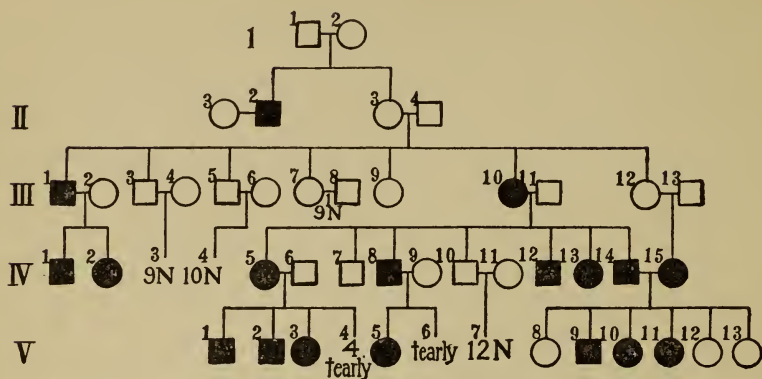 I 1 2
II 3 2 3 4
III 1 2 3 4 5 6 7 8 9 10 11 12 13
9N
IV 1 2 3 4 5 6 7 8 9 10 11 12 13 14 15
9N 10N
V 1 2 3 4 5 6 7 8 9 10 11 12 13
4 †early †early 12N